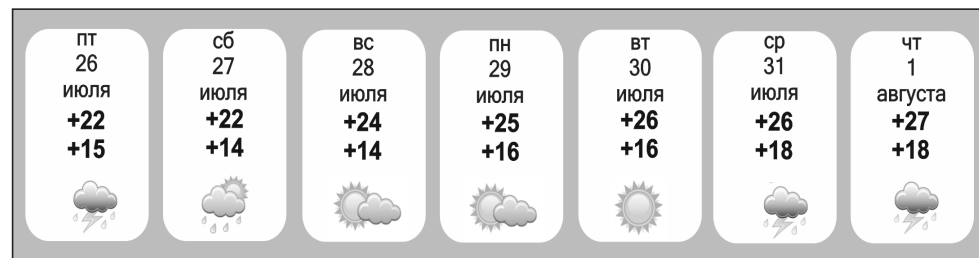 пт
26
июля
+22
+15
сб
27
июля
+22
+14
вс
28
июля
+24
+14
пн
29
июля
+25
+16
вт
30
июля
+26
+16
ср
31
июля
+26
+18
чт
1
августа
+27
+18